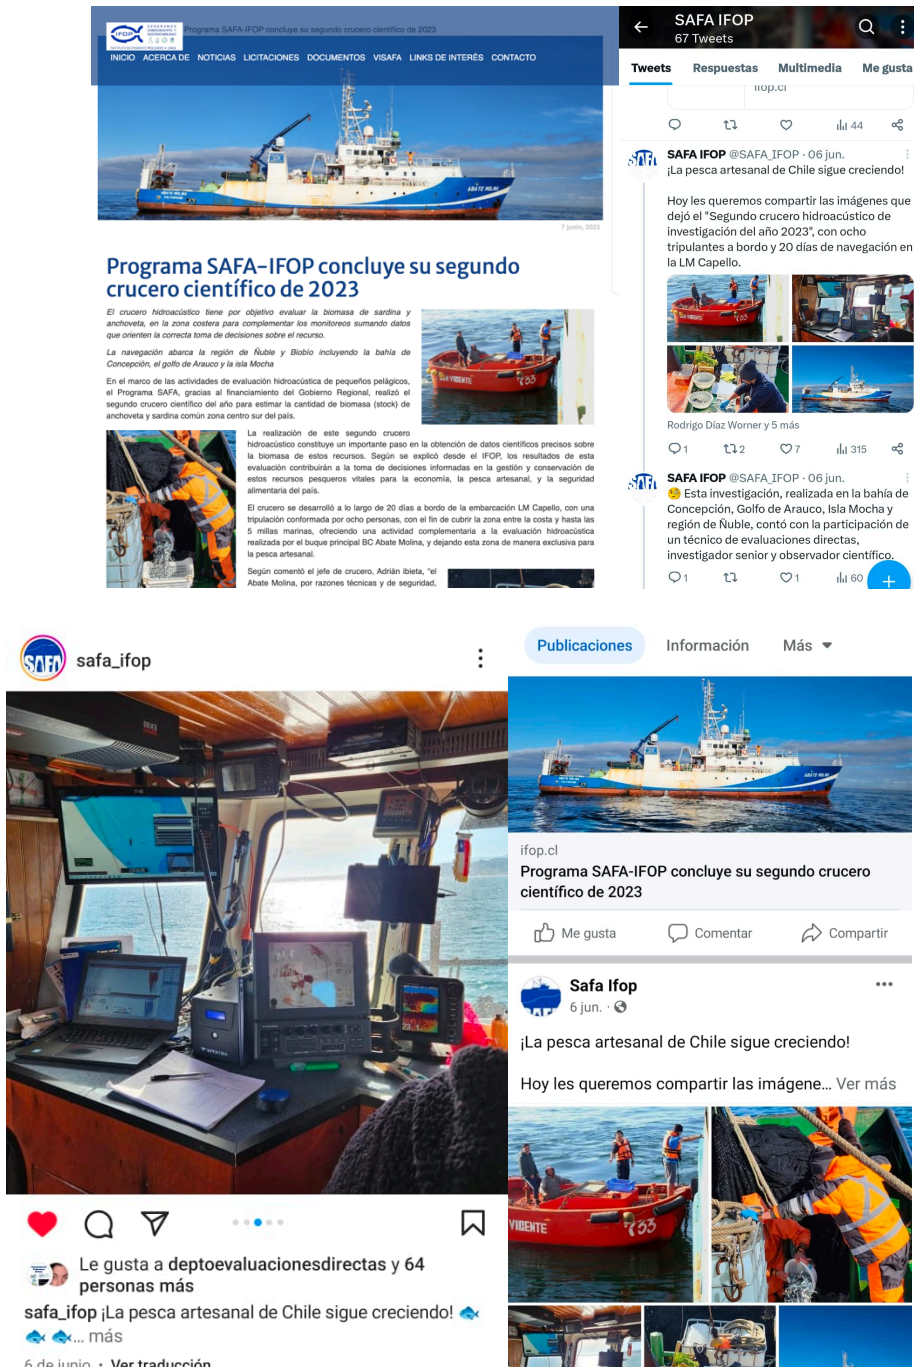 Programa SAFA-IFOP concluye su segundo crucero científico de 2023
IFOP
INICIO ACERCA DE NOTICIAS LICITACIONES DOCUMENTOS VISAFA LINKS DE INTERÉS CONTACTO
ABATE MOLINA
7 junio, 2023
Programa SAFA–IFOP concluye su segundo
crucero científico de 2023
El crucero hidroacústico tiene por objetivo evaluar la biomasa de sardina y
anchoveta, en la zona costera para complementar los monitoreos sumando datos
que orienten la correcta toma de decisiones sobre el recurso.
La navegación abarca la región de Ñuble y Biobío incluyendo la bahía de
Concepción, el golfo de Arauco y la isla Mocha
En el marco de las actividades de evaluación hidroacústica de pequeños pelágicos,
el Programa SAFA, gracias al financiamiento del Gobierno Regional, realizó el
segundo crucero científico del año para estimar la cantidad de biomasa (stock) de
anchoveta y sardina común zona centro sur del país.
La realización de este segundo crucero
hidroacústico constituye un importante paso en la obtención de datos científicos precisos sobre
la biomasa de estos recursos. Según se explicó desde el IFOP, los resultados de esta
evaluación contribuirán a la toma de decisiones informadas en la gestión y conservación de
estos recursos pesqueros vitales para la economía, la pesca artesanal, y la seguridad
alimentaria del país.
El crucero se desarrolló a lo largo de 20 días a bordo de la embarcación LM Capello, con una
tripulación conformada por ocho personas, con el fin de cubrir la zona entre la costa y hasta las
5 millas marinas, ofreciendo una actividad complementaria a la evaluación hidroacústica
realizada por el buque principal BC Abate Molina, y dejando esta zona de manera exclusiva para
la pesca artesanal.
Según comentó el jefe de crucero, Adrián ibieta, "el
Abate Molina, por razones técnicas y de seguridad,
SAFA IFOP
67 Tweets
Tweets Respuestas Multimedia Me gusta
ifop.cl
44
SAFA IFOP @SAFA_IFOP · 06 jun.
¡La pesca artesanal de Chile sigue creciendo!
Hoy les queremos compartir las imágenes que
dejó el "Segundo crucero hidroacústico de
investigación del año 2023", con ocho
tripulantes a bordo y 20 días de navegación en
la LM Capello.
Rodrigo Díaz Worner y 5 más
1 2 7 315
SAFA IFOP @SAFA_IFOP · 06 jun.
🧐 Esta investigación, realizada en la bahía de
Concepción, Golfo de Arauco, Isla Mocha y
región de Ñuble, contó con la participación de
un técnico de evaluaciones directas,
investigador senior y observador científico.
1 1 60
SAFA
safa_ifop
Le gusta a deptoevaluacionesdirectas y 64
personas más
safa_ifop ¡La pesca artesanal de Chile sigue creciendo! 🐟
🐟 🐟... más
6 de junio · Ver traducción
Publicaciones Información Más
ABATE MOLINA
ifop.cl
Programa SAFA-IFOP concluye su segundo crucero
científico de 2023
Me gusta Comentar Compartir
Safa Ifop
6 jun. ·
¡La pesca artesanal de Chile sigue creciendo!
Hoy les queremos compartir las imágene... Ver más
VICENTE 733